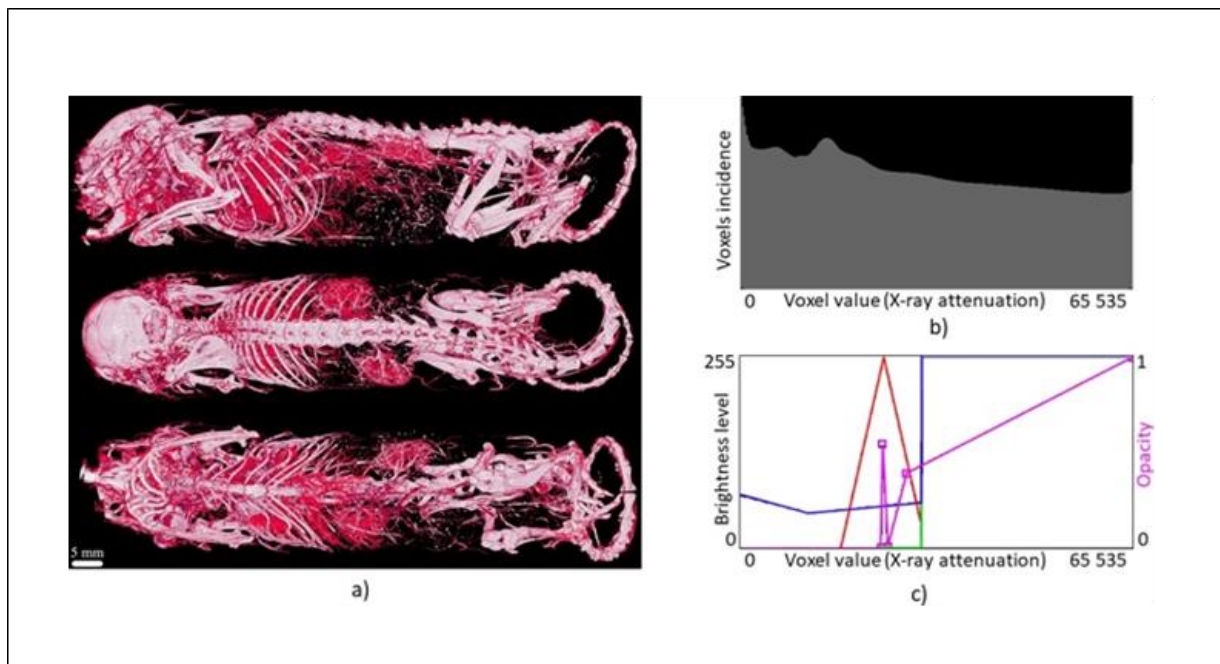 5 mm
a)
Voxels incidence
0 Voxel value (X-ray attenuation) 65 535
b)
255
Brightness level
0
1
Opacity
0
0 Voxel value (X-ray attenuation) 65 535
c)